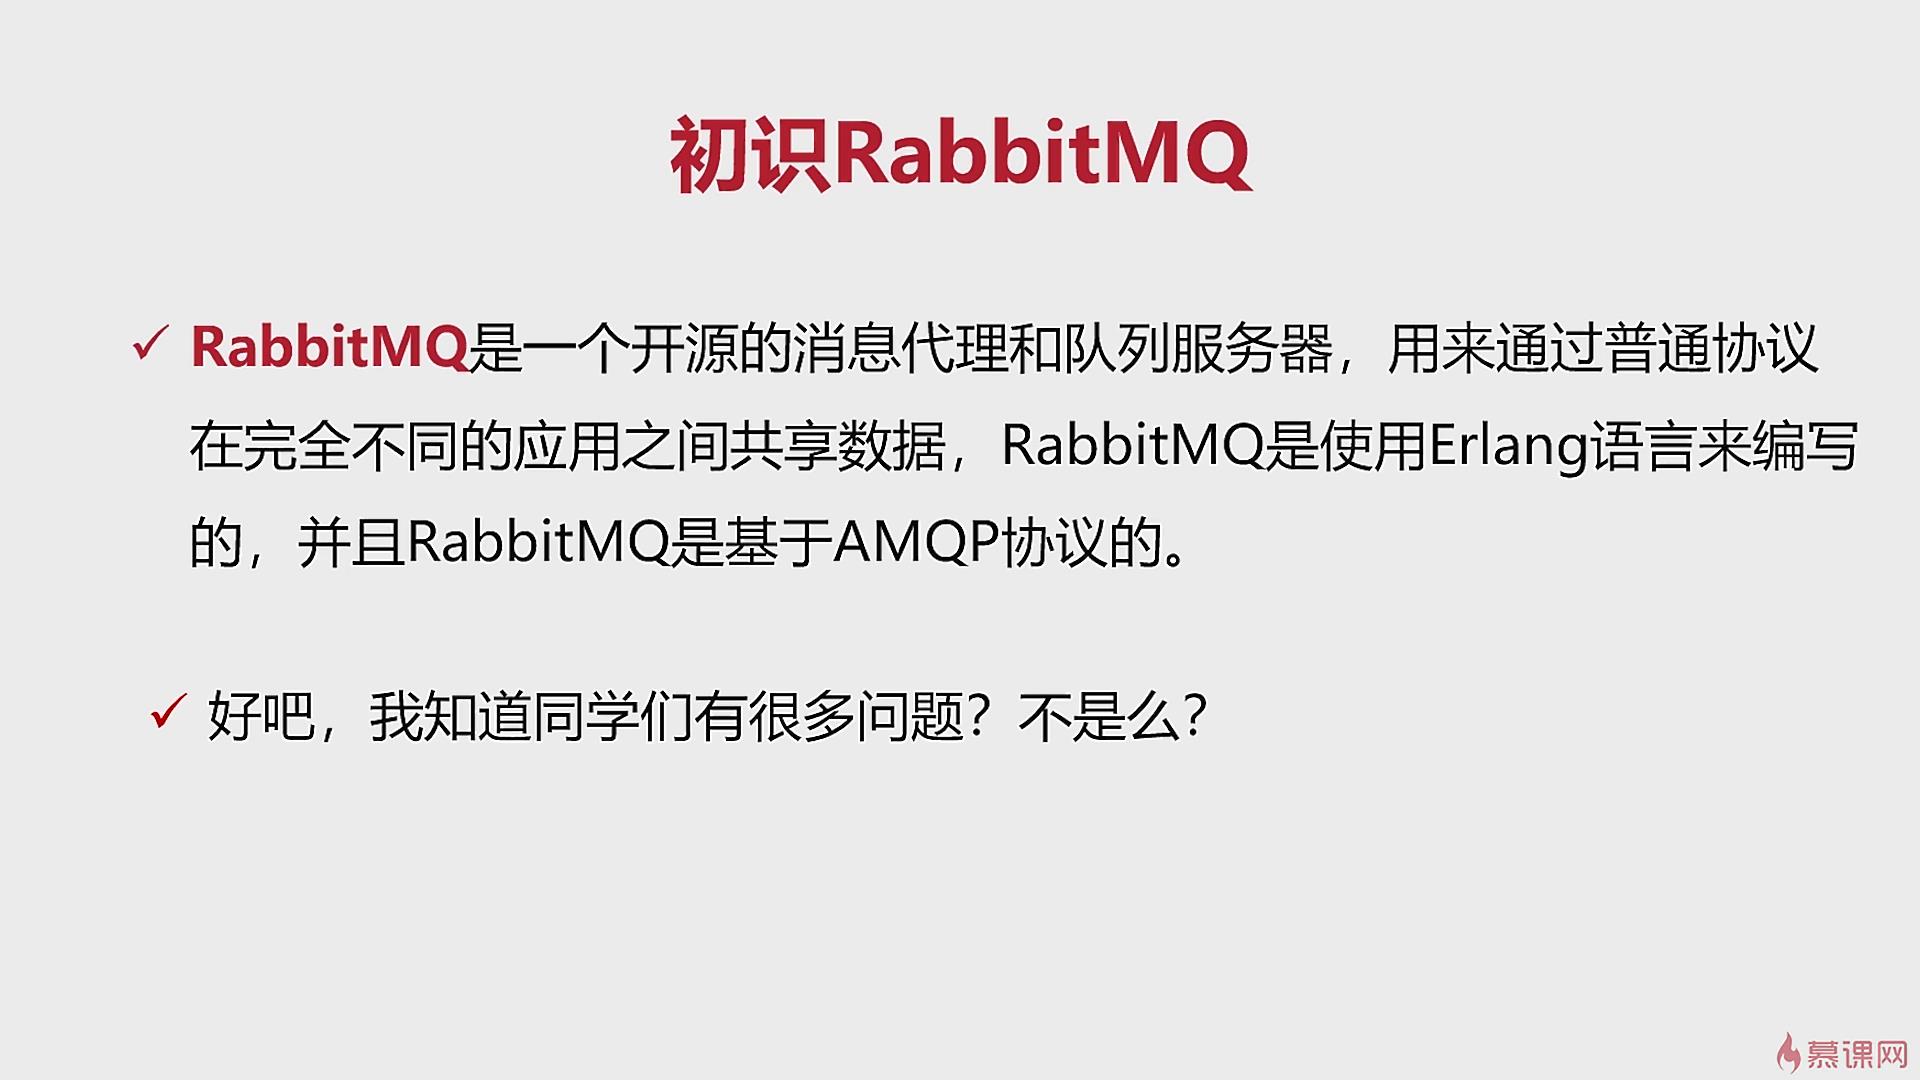 初识RabbitMQ
✓ RabbitMQ是一个开源的消息代理和队列服务器，用来通过普通协议
在完全不同的应用之间共享数据，RabbitMQ是使用Erlang语言来编写
的，并且RabbitMQ是基于AMQP协议的。
✓ 好吧，我知道同学们有很多问题？不是么？
慕课网